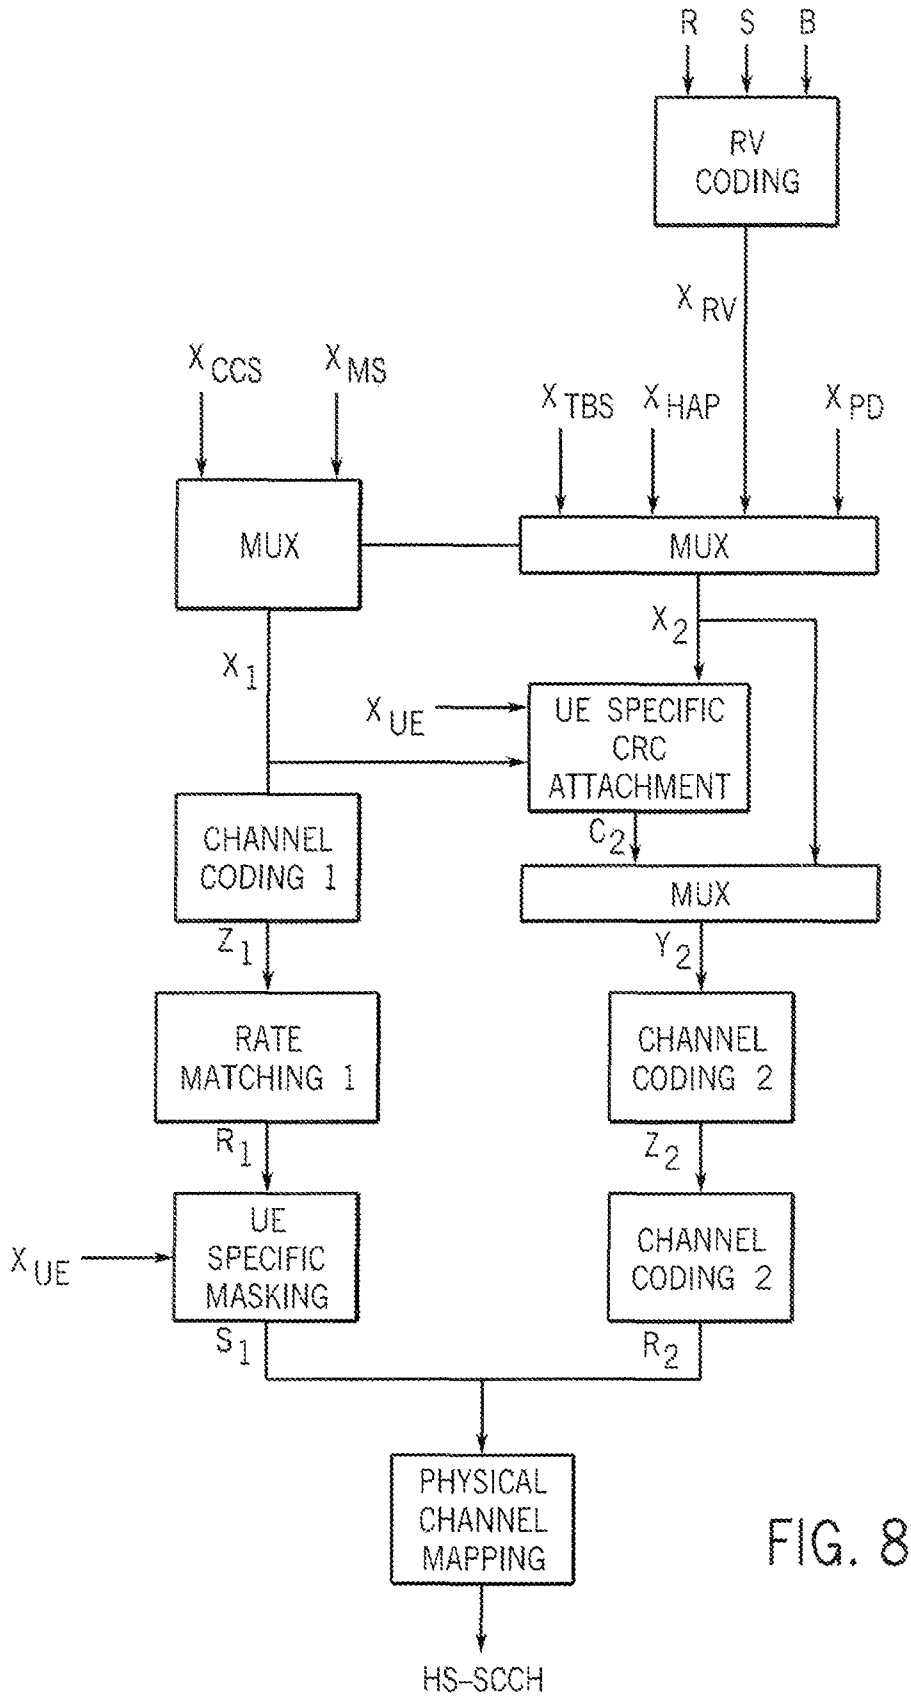 R S B
RV
CODING
X RV
X CCS X MS
X TBS X HAP X PD
MUX
MUX
X 2
X 1
X UE
UE SPECIFIC
CRC
ATTACHMENT
C 2
CHANNEL
CODING 1
MUX
Z 1
Y 2
RATE
MATCHING 1
CHANNEL
CODING 2
R 1
Z 2
X UE
UE
SPECIFIC
MASKING
CHANNEL
CODING 2
S 1
R 2
PHYSICAL
CHANNEL
MAPPING
FIG. 8
HS-SCCH